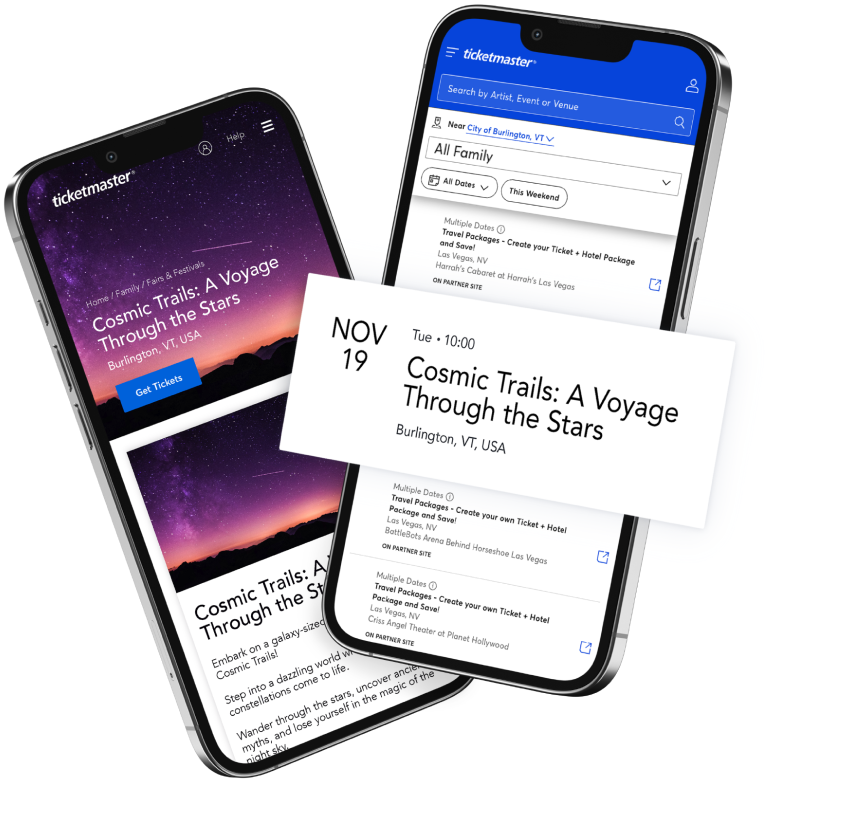 ticketmaster®
Help
Home / Family / Fairs & Festivals
Cosmic Trails: A Voyage
Through the Stars
Burlington, VT, USA
Get Tickets
Cosmic Trails: A
Through the St
Embark on a galaxy-sized
Cosmic Trails!
Step into a dazzling world
constellations come to life.
Wander through the stars, uncover ancie
myths, and lose yourself in the magic of the
night sky.
ticketmaster®
Search by Artist, Event or Venue
Near City of Burlington, VT
All Family
All Dates
This Weekend
Multiple Dates
Travel Packages - Create your Ticket + Hotel Package
and Save!
Las Vegas, NV
Harrah's Cabaret at Harrah's Las Vegas
ON PARTNER SITE
NOV
19
Tue • 10:00
Cosmic Trails: A Voyage
Through the Stars
Burlington, VT, USA
Multiple Dates
Travel Packages - Create your own Ticket + Hotel
Package and Save!
Las Vegas, NV
BattleBots Arena Behind Horseshoe Las Vegas
ON PARTNER SITE
Multiple Dates
Travel Packages - Create your own Ticket + Hotel
Package and Save!
Las Vegas, NV
Criss Angel Theater at Planet Hollywood
ON PARTNER SITE